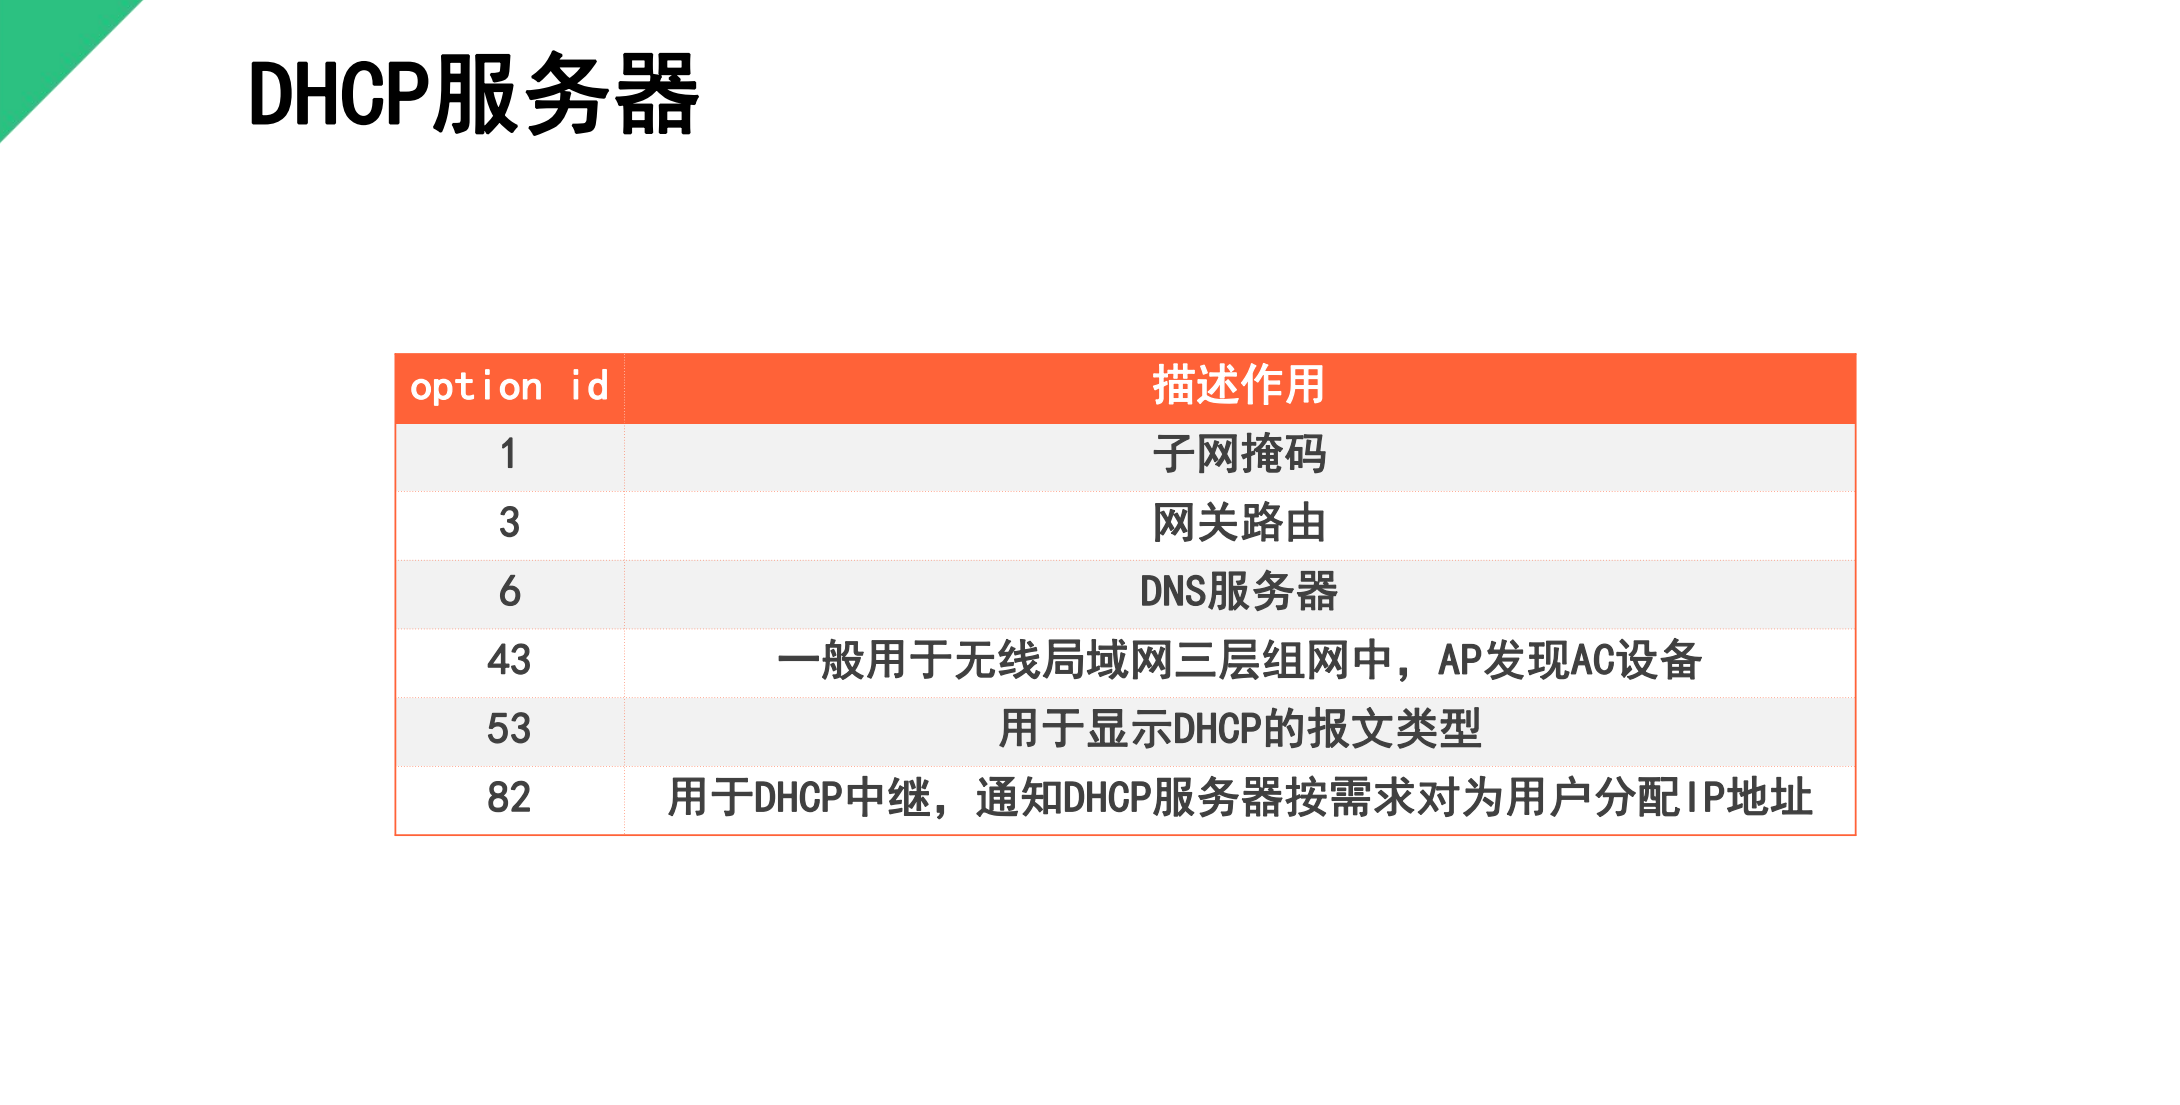 DHCP服务器
option id 描述作用
1 子网掩码
3 网关路由
6 DNS服务器
43 一般用于无线局域网三层组网中，AP发现AC设备
53 用于显示DHCP的报文类型
82 用于DHCP中继，通知DHCP服务器按需求对为用户分配IP地址